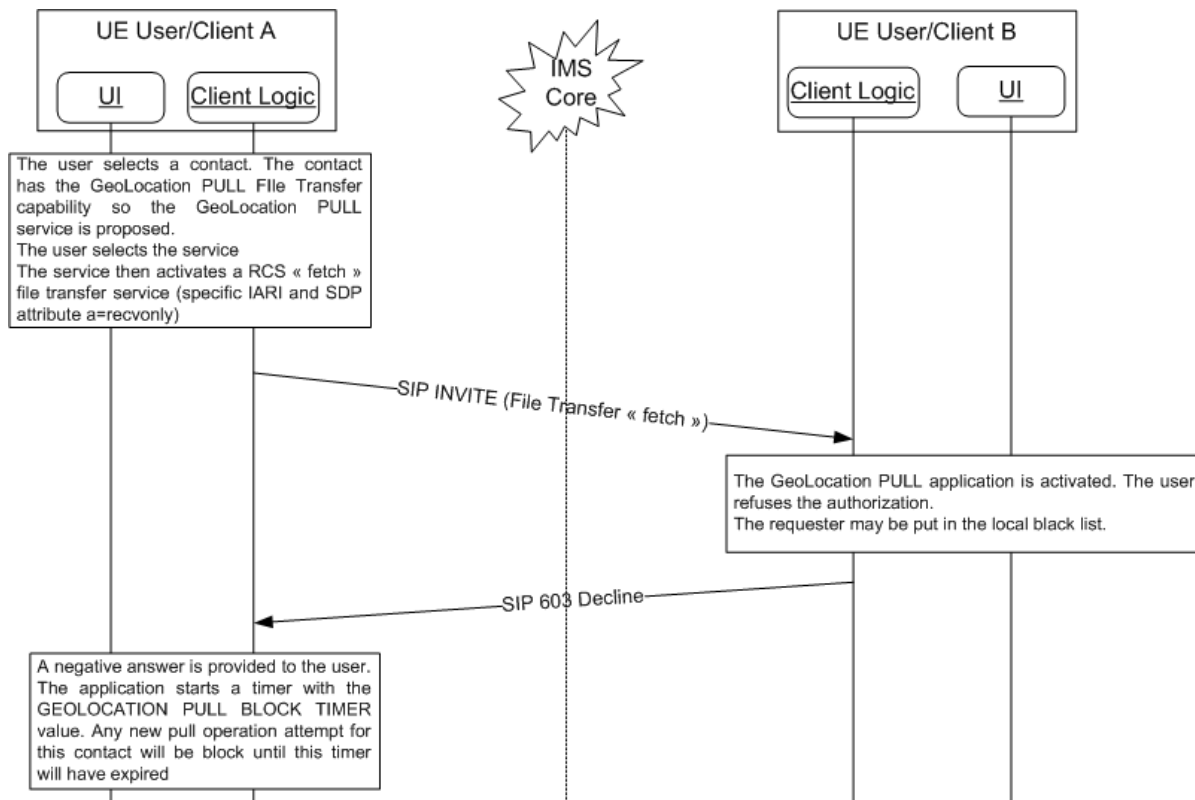 UE User/Client A
UI
Client Logic
IMS
Core
UE User/Client B
Client Logic
UI
The user selects a contact. The contact
has the GeoLocation PULL FIle Transfer
capability so the GeoLocation PULL
service is proposed.
The user selects the service
The service then activates a RCS « fetch »
file transfer service (specific IARI and SDP
attribute a=recvonly)
SIP INVITE (File Transfer « fetch »)
The GeoLocation PULL application is activated. The user
refuses the authorization.
The requester may be put in the local black list.
SIP 603 Decline
A negative answer is provided to the user.
The application starts a timer with the
GEOLOCATION PULL BLOCK TIMER
value. Any new pull operation attempt for
this contact will be block until this timer
will have expired